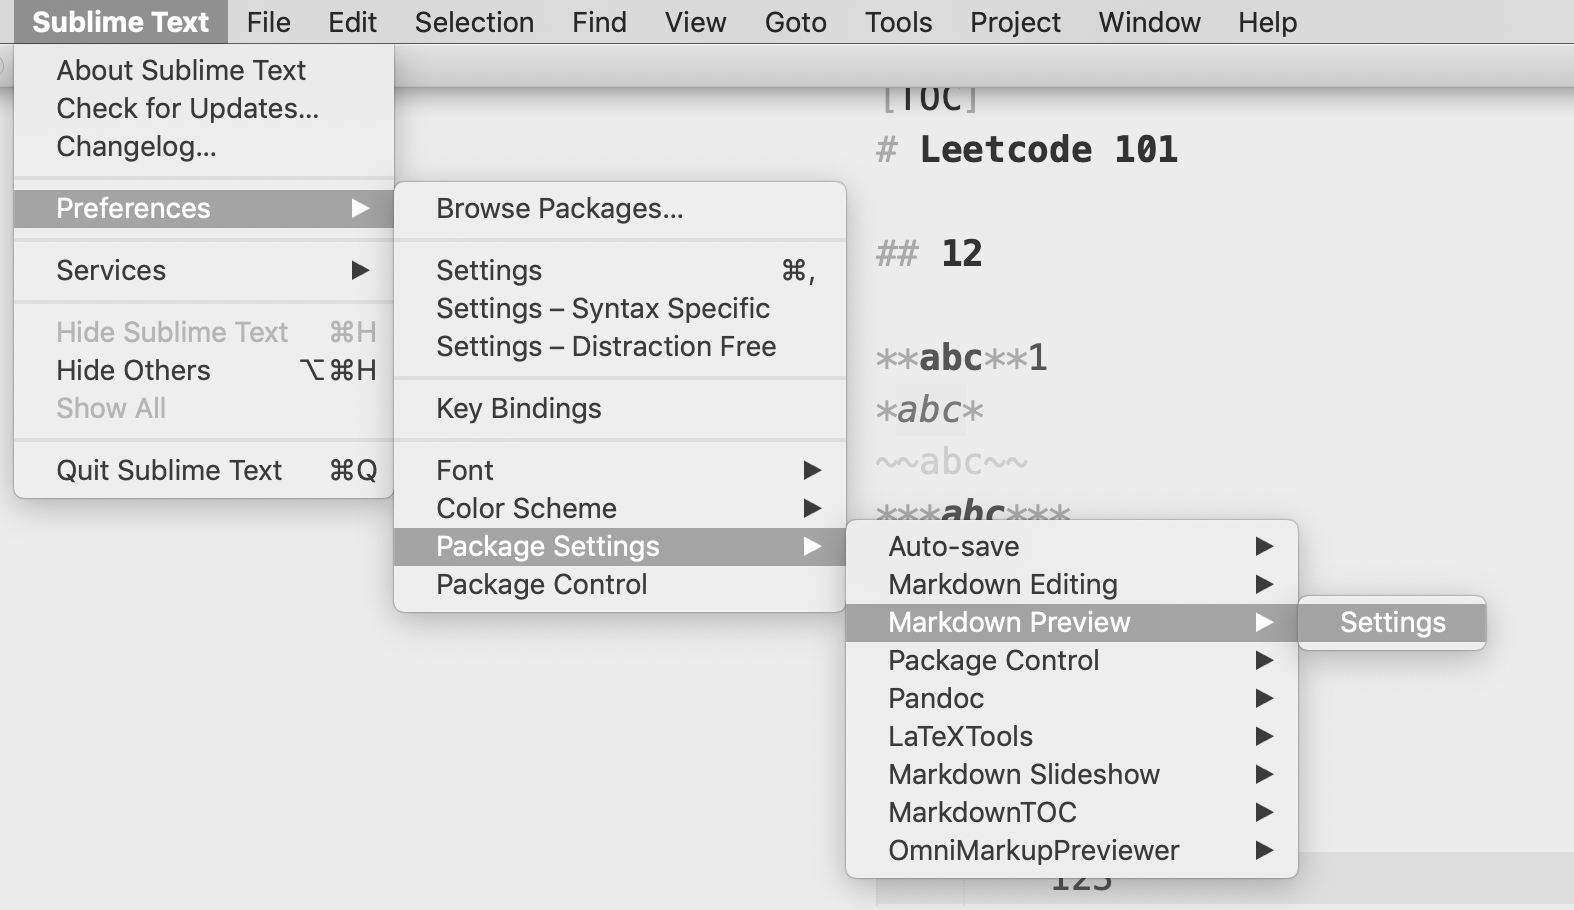 Sublime Text File Edit Selection Find View Goto Tools Project Window Help
About Sublime Text
Check for Updates...
Changelog...
Preferences ▶
Services ▶
Hide Sublime Text ⌘H
Hide Others ⌥⌘H
Show All
Quit Sublime Text ⌘Q
Browse Packages...
Settings ⌘,
Settings – Syntax Specific
Settings – Distraction Free
Key Bindings
Font ▶
Color Scheme ▶
Package Settings ▶
Package Control
Auto-save ▶
Markdown Editing ▶
Markdown Preview ▶
Package Control ▶
Pandoc ▶
LaTeXTools ▶
Markdown Slideshow ▶
MarkdownTOC ▶
OmniMarkupPreviewer ▶
Settings
[TOC]
# Leetcode 101
## 12
**abc**1
*abc*
~~abc~~
***abc***
123